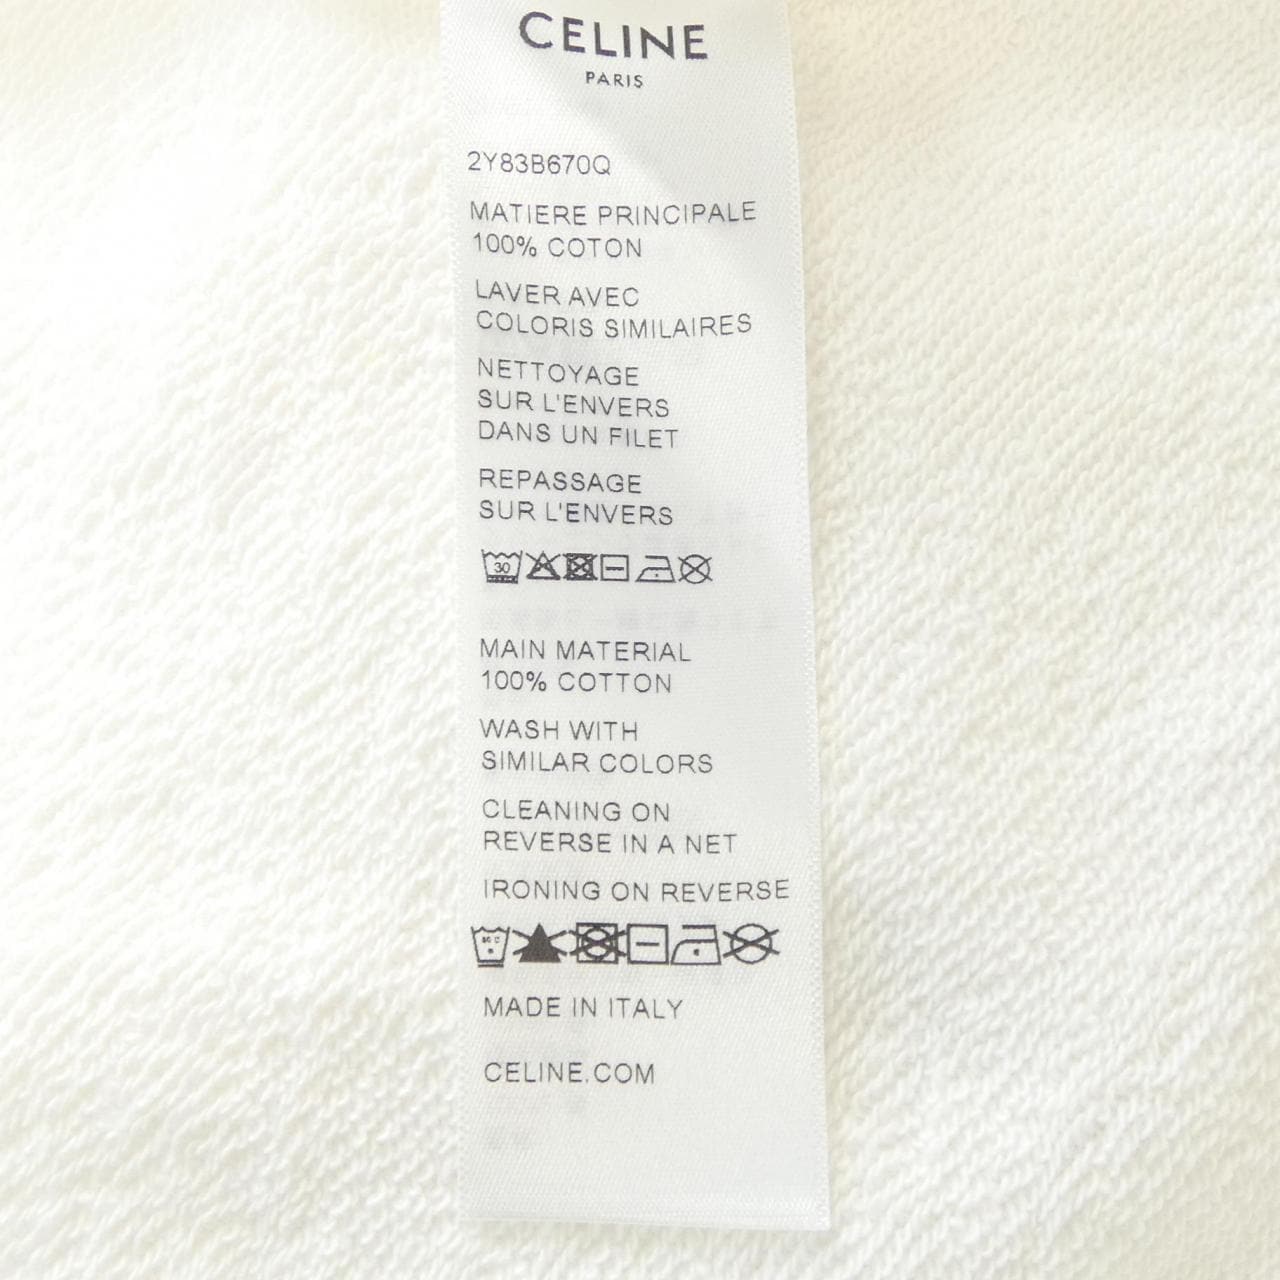 CELINE
PARIS
2Y83B670Q
MATIERE PRINCIPALE
100% COTON
LAVER AVEC
COLORIS SIMILAIRES
NETTOYAGE
SUR L'ENVERS
DANS UN FILET
REPASSAGE
SUR L'ENVERS
30
MAIN MATERIAL
100% COTTON
WASH WITH
SIMILAR COLORS
CLEANING ON
REVERSE IN A NET
IRONING ON REVERSE
MADE IN ITALY
CELINE.COM